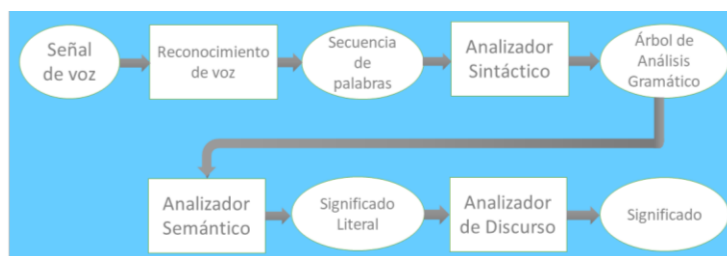 Señal
de voz
Reconocimiento
de voz
Secuencia
de
palabras
Analizador
Sintáctico
Árbol de
Análisis
Gramático
Analizador
Semántico
Significado
Literal
Analizador
de Discurso
Significado